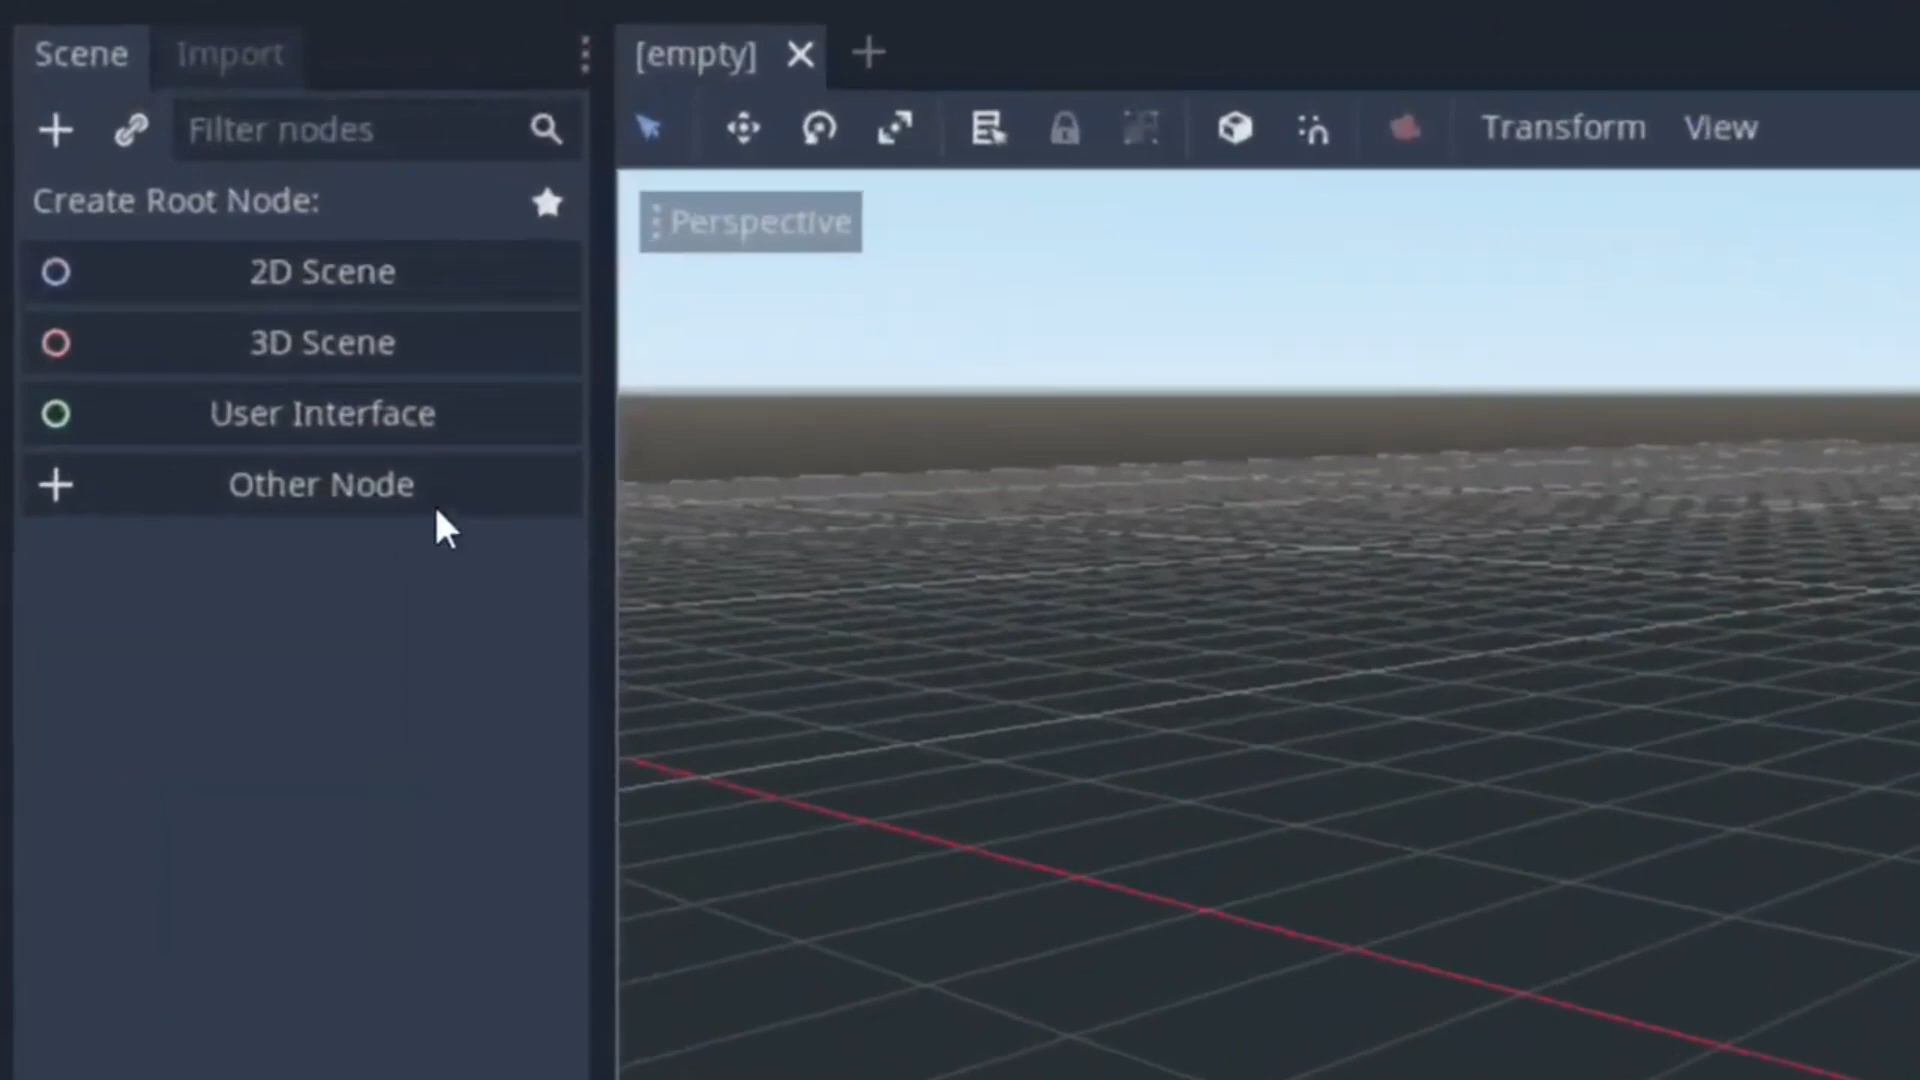 Scene Import
[empty]
Filter nodes
Transform View
Create Root Node:
Perspective
2D Scene
3D Scene
User Interface
Other Node